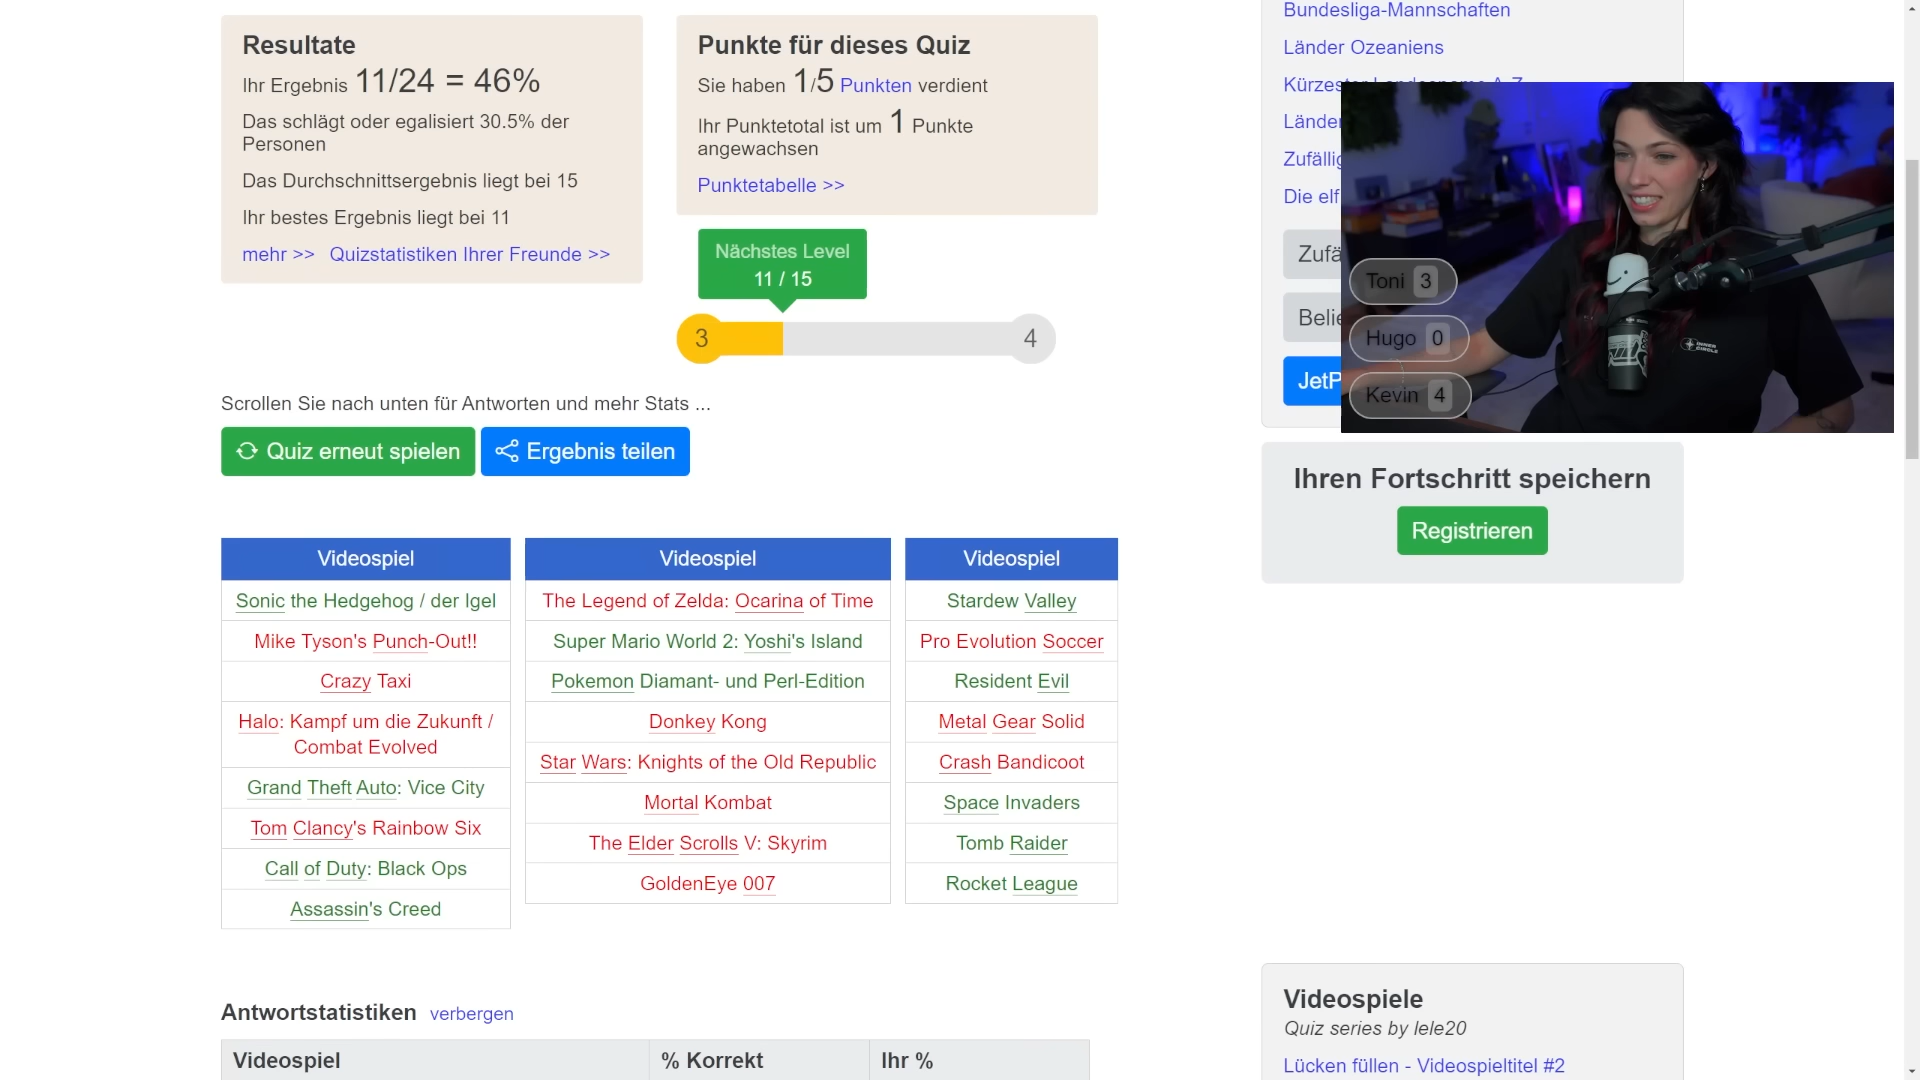 Resultate
Ihr Ergebnis 11/24 = 46%
Das schlägt oder egalisiert 30.5% der
Personen
Das Durchschnittsergebnis liegt bei 15
Ihr bestes Ergebnis liegt bei 11
mehr >> Quizstatistiken Ihrer Freunde >>
Punkte für dieses Quiz
Sie haben 1/5 Punkten verdient
Ihr Punktetotal ist um 1 Punkte
angewachsen
Punktetabelle >>
Nächstes Level
11 / 15
3
4
Scrollen Sie nach unten für Antworten und mehr Stats ...
Quiz erneut spielen
Ergebnis teilen
Videospiel
Sonic the Hedgehog / der Igel
Mike Tyson's Punch-Out!!
Crazy Taxi
Halo: Kampf um die Zukunft /
Combat Evolved
Grand Theft Auto: Vice City
Tom Clancy's Rainbow Six
Call of Duty: Black Ops
Assassin's Creed
Videospiel
The Legend of Zelda: Ocarina of Time
Super Mario World 2: Yoshi's Island
Pokemon Diamant- und Perl-Edition
Donkey Kong
Star Wars: Knights of the Old Republic
Mortal Kombat
The Elder Scrolls V: Skyrim
GoldenEye 007
Videospiel
Stardew Valley
Pro Evolution Soccer
Resident Evil
Metal Gear Solid
Crash Bandicoot
Space Invaders
Tomb Raider
Rocket League
Antwortstatistiken verbergen
Videospiel % Korrekt Ihr %
Bundesliga-Mannschaften
Länder Ozeaniens
Die elf
Toni 3
Hugo 0
Kevin 4
INNER
CIRCLE
Ihren Fortschritt speichern
Registrieren
Videospiele
Quiz series by lele20
Lücken füllen - Videospieltitel #2